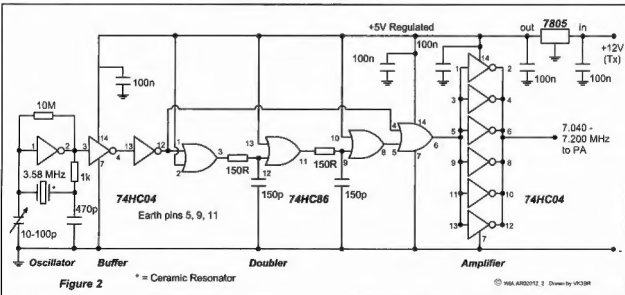 +5V Regulated
out
7805
in
+12V
(Tx)
100n
100n
100n
100n
100n
10M
14
1
2
3
4
7
13
12
1
2
3
13
12
11
10
9
8
4
5
6
14
7
3.58 MHz
*
1k
470p
10-100p
150R
150p
150R
150p
74HC04
Earth pins 5, 9, 11
74HC86
14
1
2
3
4
5
6
9
8
11
10
13
12
7
7.040 -
7.200 MHz
to PA
74HC04
Oscillator
Buffer
Doubler
Amplifier
Figure 2
* = Ceramic Resonator
Drawn by VK3BR